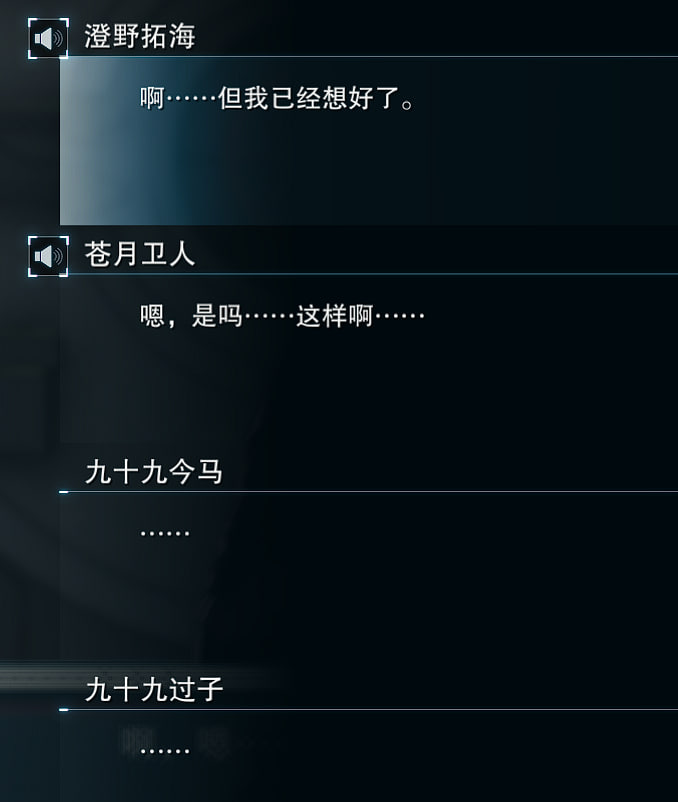 澄野拓海
啊……但我已经想好了。
苍月卫人
嗯，是吗……这样啊……
九十九今马
……
九十九过子
……